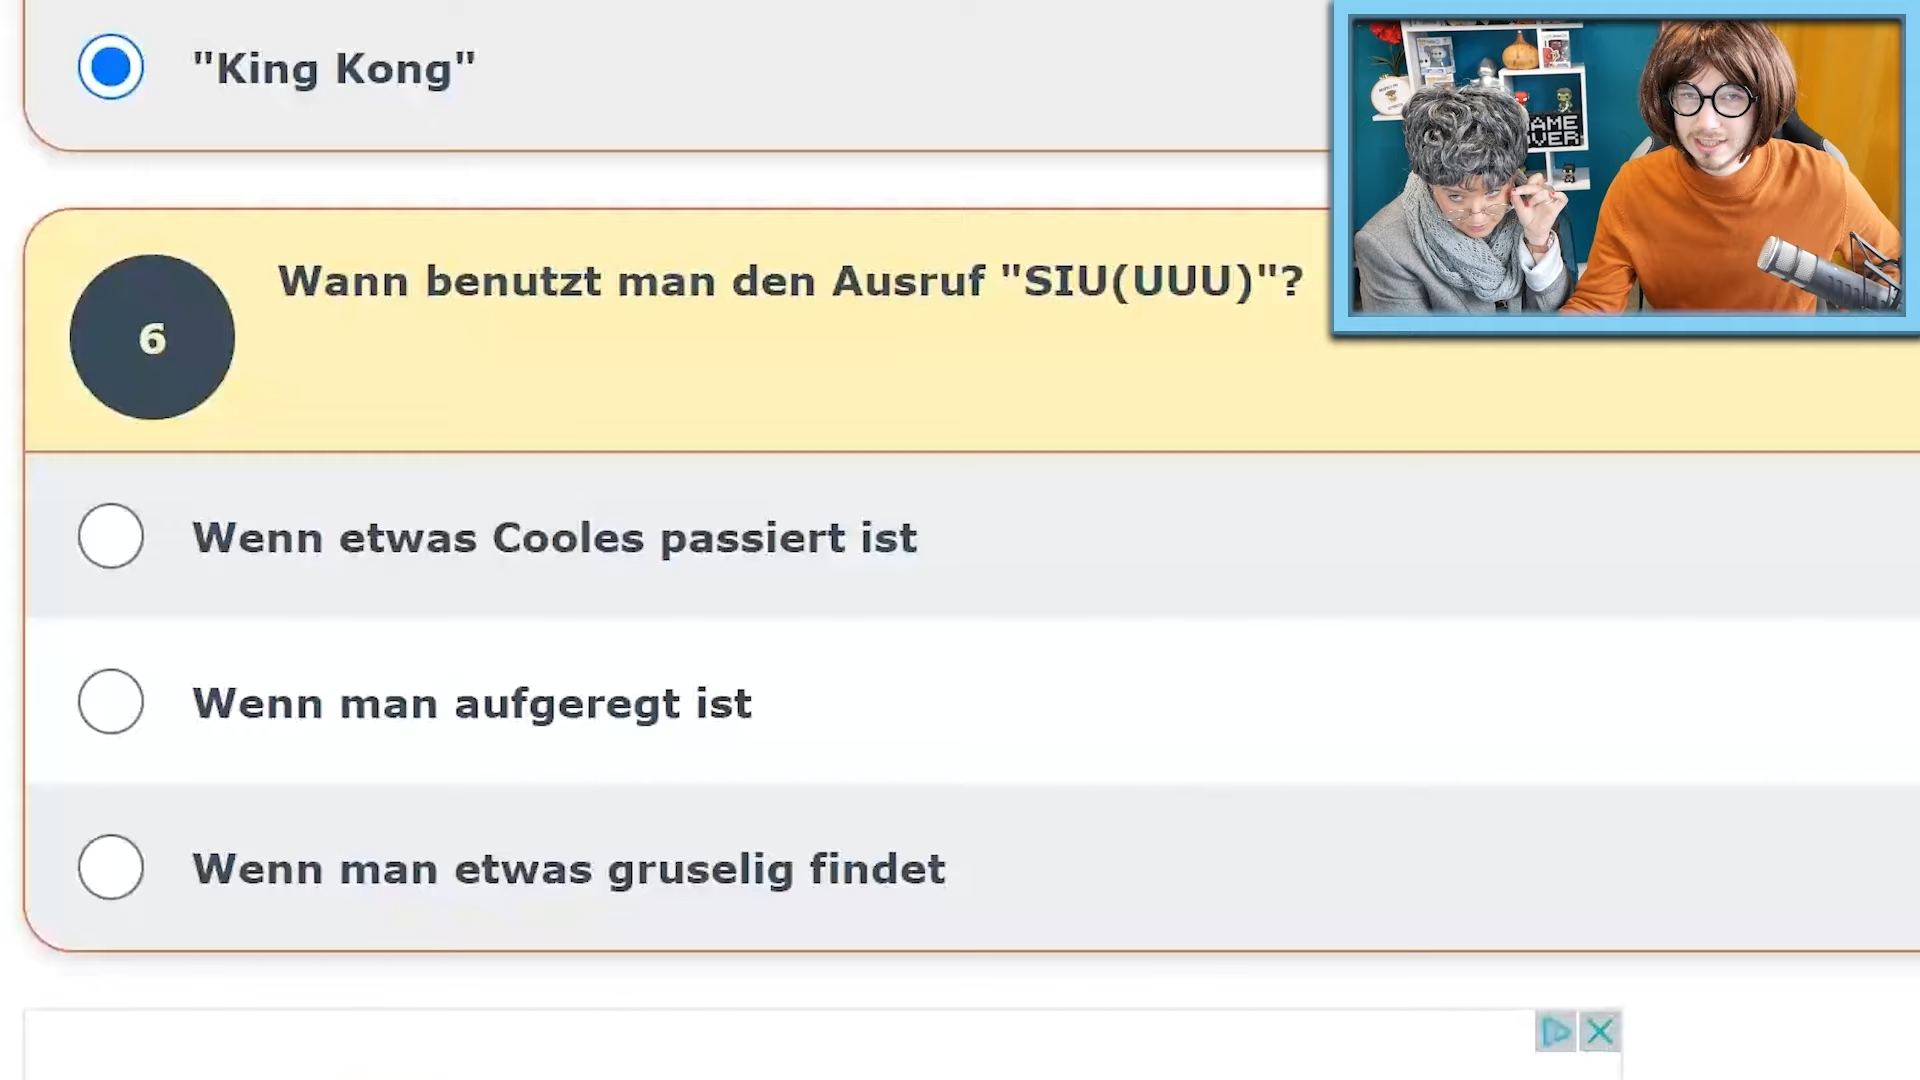 "King Kong"
6
Wann benutzt man den Ausruf "SIU(UUU)"?
Wenn etwas Cooles passiert ist
Wenn man aufgeregt ist
Wenn man etwas gruselig findet